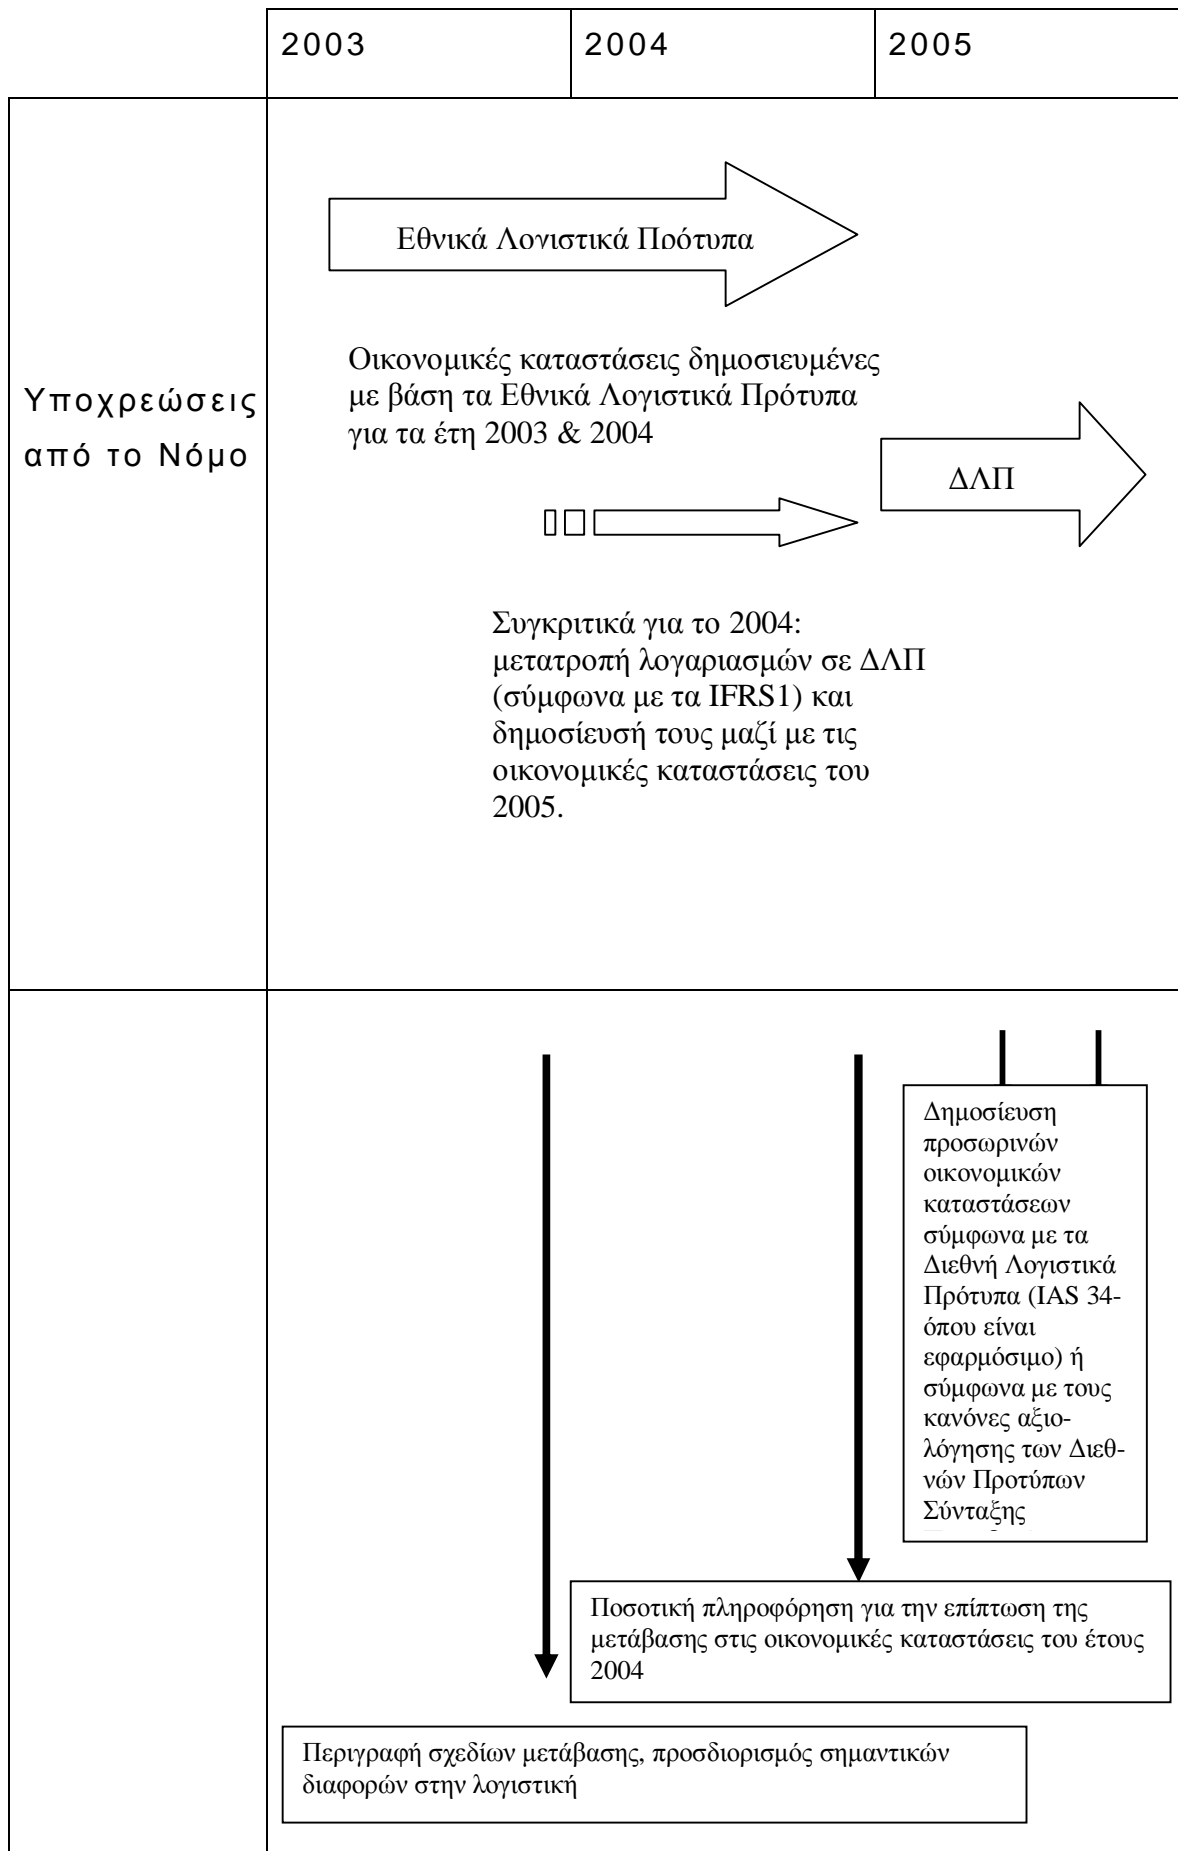 2003
2004
2005
Υποχρεώσεις
από το Νόμο
Εθνικά Λογιστικά Πρότυπα
Οικονομικές καταστάσεις δημοσιευμένες
με βάση τα Εθνικά Λογιστικά Πρότυπα
για τα έτη 2003 & 2004
ΔΛΠ
Συγκριτικά για το 2004:
μετατροπή λογαριασμών σε ΔΛΠ
(σύμφωνα με τα IFRS1) και
δημοσίευσή τους μαζί με τις
οικονομικές καταστάσεις του
2005.
Δημοσίευση
προσωρινών
οικονομικών
καταστάσεων
σύμφωνα με τα
Διεθνή Λογιστικά
Πρότυπα (IAS 34-
όπου είναι
εφαρμόσιμο) ή
σύμφωνα με τους
κανόνες αξιο-
λόγησης των Διεθ-
νών Προτύπων
Σύνταξης
Ποσοτική πληροφόρηση για την επίπτωση της
μετάβασης στις οικονομικές καταστάσεις του έτους
2004
Περιγραφή σχεδίων μετάβασης, προσδιορισμός σημαντικών
διαφορών στην λογιστική